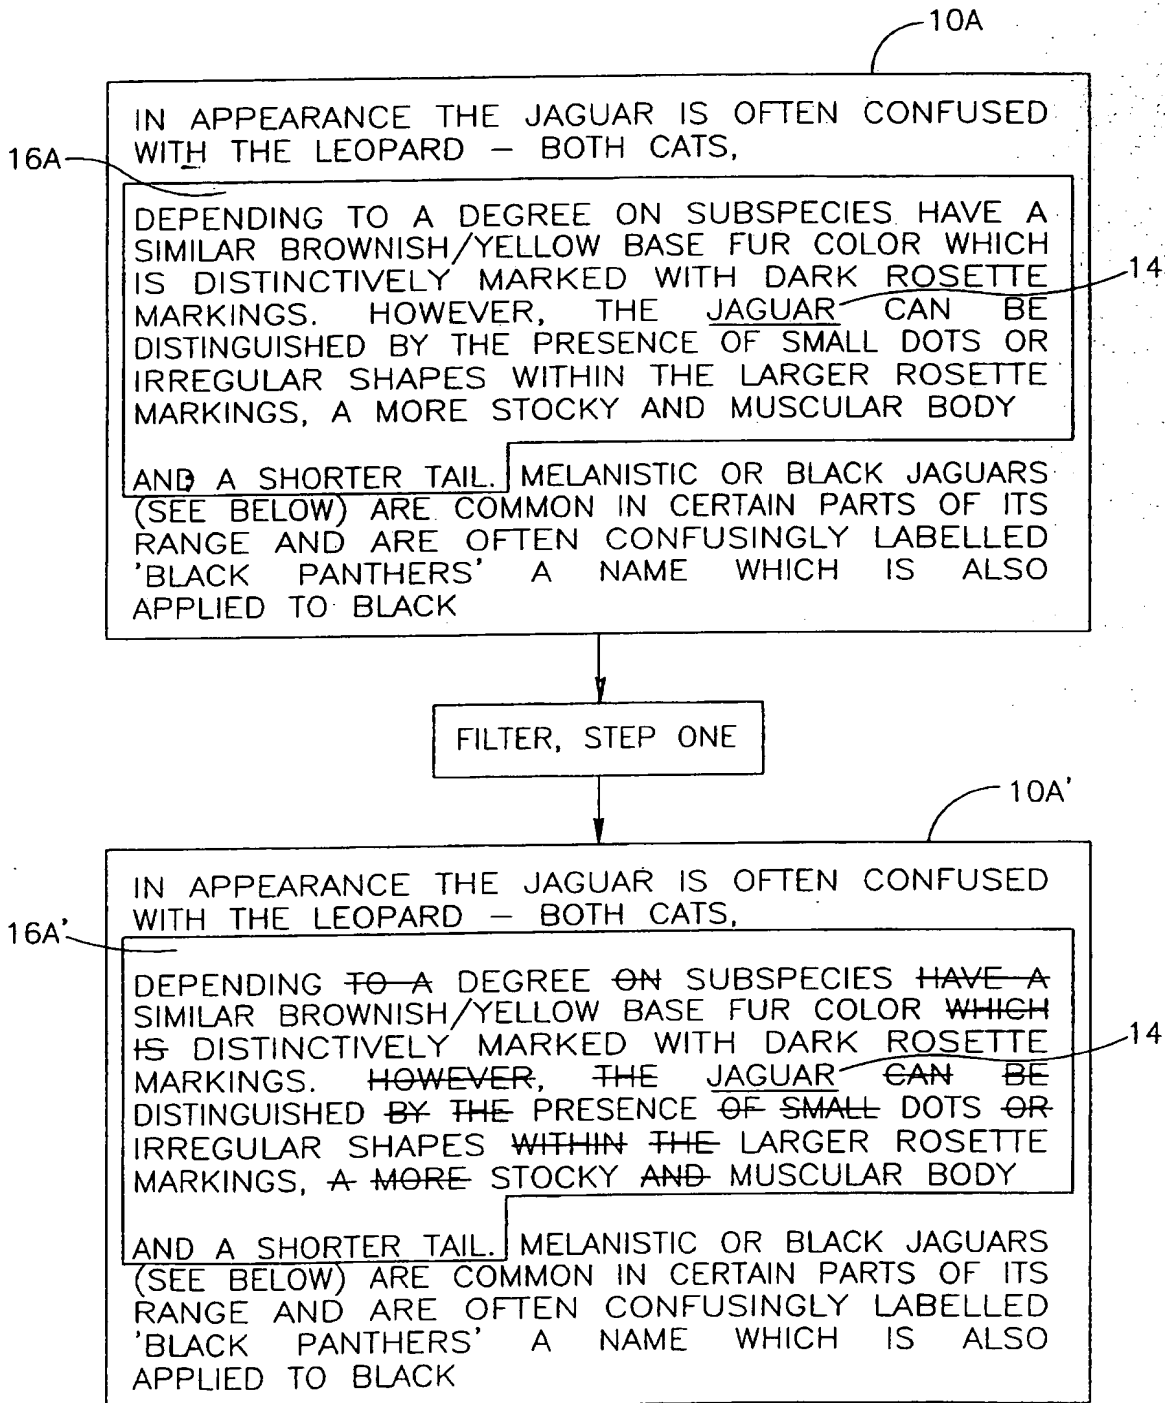 10A
IN APPEARANCE THE JAGUAR IS OFTEN CONFUSED
WITH THE LEOPARD – BOTH CATS,
16A
DEPENDING TO A DEGREE ON SUBSPECIES HAVE A
SIMILAR BROWNISH/YELLOW BASE FUR COLOR WHICH
IS DISTINCTIVELY MARKED WITH DARK ROSETTE
14
MARKINGS. HOWEVER, THE JAGUAR CAN BE
DISTINGUISHED BY THE PRESENCE OF SMALL DOTS OR
IRREGULAR SHAPES WITHIN THE LARGER ROSETTE
MARKINGS, A MORE STOCKY AND MUSCULAR BODY
AND A SHORTER TAIL. MELANISTIC OR BLACK JAGUARS
(SEE BELOW) ARE COMMON IN CERTAIN PARTS OF ITS
RANGE AND ARE OFTEN CONFUSINGLY LABELLED
'BLACK PANTHERS' A NAME WHICH IS ALSO
APPLIED TO BLACK
FILTER, STEP ONE
10A'
IN APPEARANCE THE JAGUAR IS OFTEN CONFUSED
WITH THE LEOPARD – BOTH CATS,
16A'
DEPENDING TO A DEGREE ON SUBSPECIES HAVE A
SIMILAR BROWNISH/YELLOW BASE FUR COLOR WHICH
IS DISTINCTIVELY MARKED WITH DARK ROSETTE
14
MARKINGS. HOWEVER, THE JAGUAR CAN BE
DISTINGUISHED BY THE PRESENCE OF SMALL DOTS OR
IRREGULAR SHAPES WITHIN THE LARGER ROSETTE
MARKINGS, A MORE STOCKY AND MUSCULAR BODY
AND A SHORTER TAIL. MELANISTIC OR BLACK JAGUARS
(SEE BELOW) ARE COMMON IN CERTAIN PARTS OF ITS
RANGE AND ARE OFTEN CONFUSINGLY LABELLED
'BLACK PANTHERS' A NAME WHICH IS ALSO
APPLIED TO BLACK